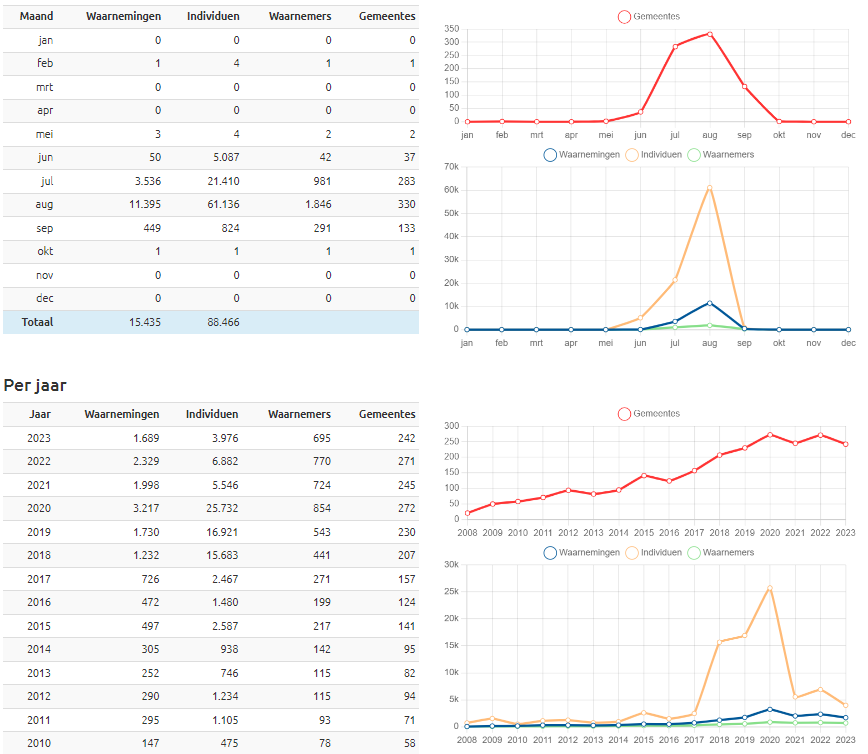 Maand Waarnemingen Individuen Waarnemers Gemeentes
jan 0 0 0 0
feb 1 4 1 1
mrt 0 0 0 0
apr 0 0 0 0
mei 3 4 2 2
jun 50 5.087 42 37
jul 3.536 21.410 981 283
aug 11.395 61.136 1.846 330
sep 449 824 291 133
okt 1 1 1 1
nov 0 0 0 0
dec 0 0 0 0
Totaal 15.435 88.466
Gemeentes
350
300
250
200
150
100
50
0
jan feb mrt apr mei jun jul aug sep okt nov dec
Waarnemingen Individuen Waarnemers
70k
60k
50k
40k
30k
20k
10k
0
jan feb mrt apr mei jun jul aug sep okt nov dec
Per jaar
Jaar Waarnemingen Individuen Waarnemers Gemeentes
2023 1.689 3.976 695 242
2022 2.329 6.882 770 271
2021 1.998 5.546 724 245
2020 3.217 25.732 854 272
2019 1.730 16.921 543 230
2018 1.232 15.683 441 207
2017 726 2.467 271 157
2016 472 1.480 199 124
2015 497 2.587 217 141
2014 305 938 142 95
2013 252 746 115 82
2012 290 1.234 115 94
2011 295 1.105 93 71
2010 147 475 78 58
Gemeentes
300
250
200
150
100
50
0
2008 2009 2010 2011 2012 2013 2014 2015 2016 2017 2018 2019 2020 2021 2022 2023
Waarnemingen Individuen Waarnemers
30k
25k
20k
15k
10k
5k
0
2008 2009 2010 2011 2012 2013 2014 2015 2016 2017 2018 2019 2020 2021 2022 2023